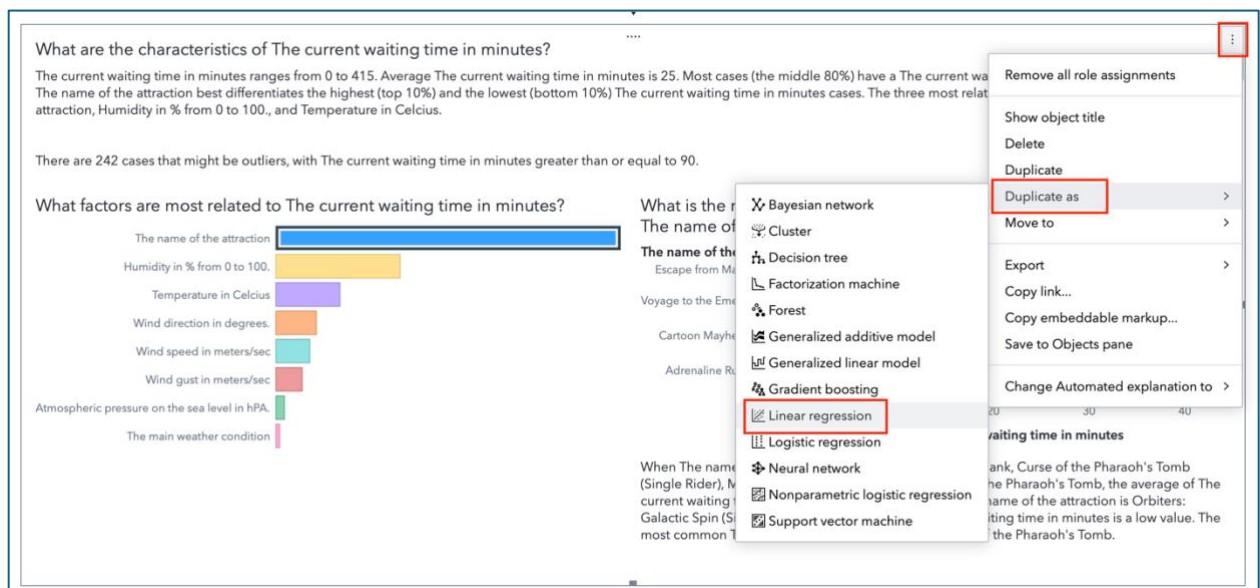 What are the characteristics of The current waiting time in minutes?
The current waiting time in minutes ranges from 0 to 415. Average The current waiting time in minutes is 25. Most cases (the middle 80%) have a The current wa
The name of the attraction best differentiates the highest (top 10%) and the lowest (bottom 10%) The current waiting time in minutes cases. The three most relat
attraction, Humidity in % from 0 to 100., and Temperature in Celcius.
There are 242 cases that might be outliers, with The current waiting time in minutes greater than or equal to 90.
What factors are most related to The current waiting time in minutes?
The name of the attraction
Humidity in % from 0 to 100.
Temperature in Celcius
Wind direction in degrees.
Wind speed in meters/sec
Wind gust in meters/sec
Atmospheric pressure on the sea level in hPA.
The main weather condition
What is the r
The name of
The name of the
Escape from Ma
Voyage to the Eme
Cartoon Mayhe
Adrenaline Ru
When The name
(Single Rider), M
current waiting t
Galactic Spin (Si
most common T
Bayesian network
Cluster
Decision tree
Factorization machine
Forest
Generalized additive model
Generalized linear model
Gradient boosting
Linear regression
Logistic regression
Neural network
Nonparametric logistic regression
Support vector machine
Remove all role assignments
Show object title
Delete
Duplicate
Duplicate as
Move to
Export
Copy link...
Copy embeddable markup...
Save to Objects pane
Change Automated explanation to
20 30 40
vaiting time in minutes
ank, Curse of the Pharaoh's Tomb
he Pharaoh's Tomb, the average of The
name of the attraction is Orbiters:
iting time in minutes is a low value. The
the Pharaoh's Tomb.